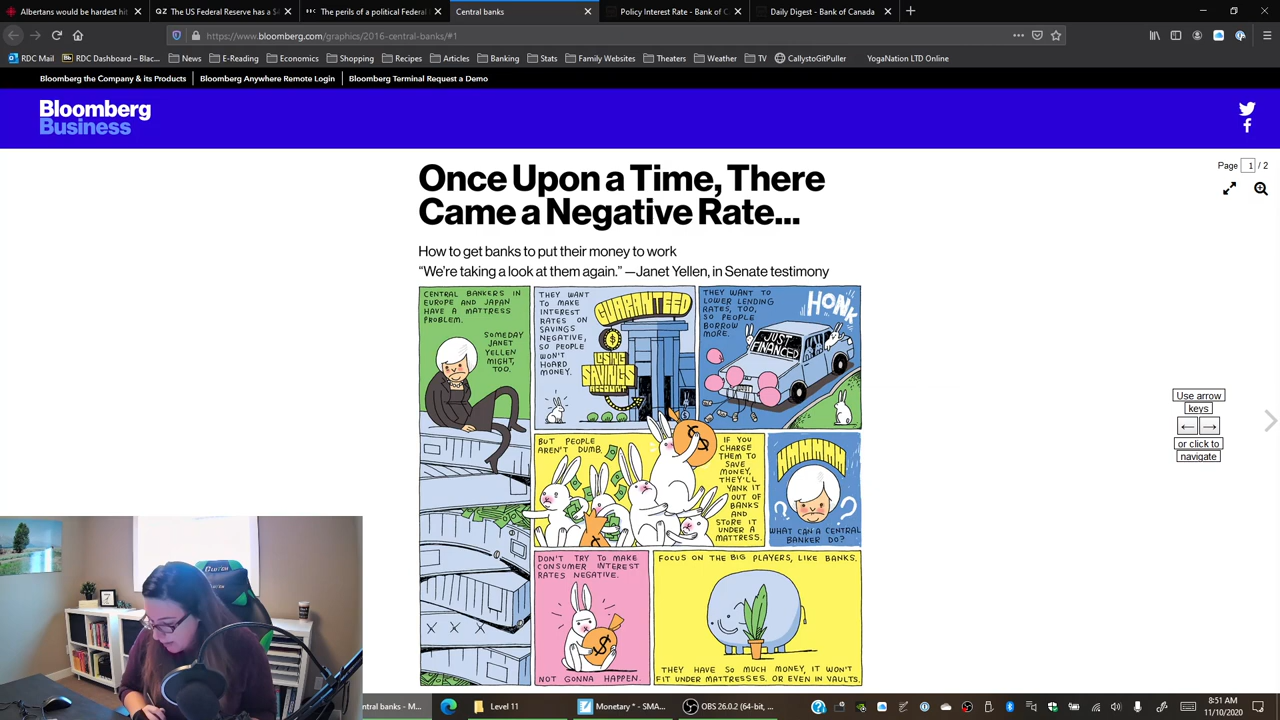 Albertans would be hardest hi
QZ The US Federal Reserve has a $4
The perils of a political Federal
Central banks
Policy Interest Rate - Bank of C
Daily Digest - Bank of Canada
https://www.bloomberg.com/graphics/2016-central-banks/#1
RDC Mail
RDC Dashboard – Blac...
News
E-Reading
Economics
Shopping
Recipes
Articles
Banking
Stats
Family Websites
Theaters
Weather
TV
CallystoGitPuller
YogaNation LTD Online
Bloomberg the Company & its Products
Bloomberg Anywhere Remote Login
Bloomberg Terminal Request a Demo
Bloomberg
Business
Page 1 / 2
Once Upon a Time, There
Came a Negative Rate...
How to get banks to put their money to work
“We’re taking a look at them again.” —Janet Yellen, in Senate testimony
CENTRAL BANKERS IN
EUROPE AND JAPAN
HAVE A MATTRESS
PROBLEM.
SOMEDAY
JANET
YELLEN
MIGHT,
TOO.
THEY WANT
TO MAKE
INTEREST
RATES ON
SAVINGS
NEGATIVE,
SO PEOPLE
WON'T
HOARD
MONEY.
GUARANTEED
$
LOSING
SAVINGS
ACCOUNT
THEY WANT TO
LOWER LENDING
RATES, TOO,
SO PEOPLE
BORROW
MORE.
HONK
JUST
FINANCED
BUT PEOPLE
AREN'T DUMB.
IF YOU
CHARGE
THEM TO
SAVE
MONEY,
THEY'LL
YANK IT
OUT OF
BANKS
AND
STORE IT
UNDER A
MATTRESS.
HMMMMM
? ?
WHAT CAN A CENTRAL
BANKER DO?
DON'T TRY TO MAKE
CONSUMER INTEREST
RATES NEGATIVE.
$
NOT GONNA HAPPEN.
FOCUS ON THE BIG PLAYERS, LIKE BANKS.
THEY HAVE SO MUCH MONEY, IT WON'T
FIT UNDER MATTRESSES. OR EVEN IN VAULTS.
Use arrow
keys
← →
or click to
navigate
ntral banks - M...
Level 11
Monetary * - SMA...
OBS 26.0.2 (64-bit, ...
8:51 AM
11/10/2020